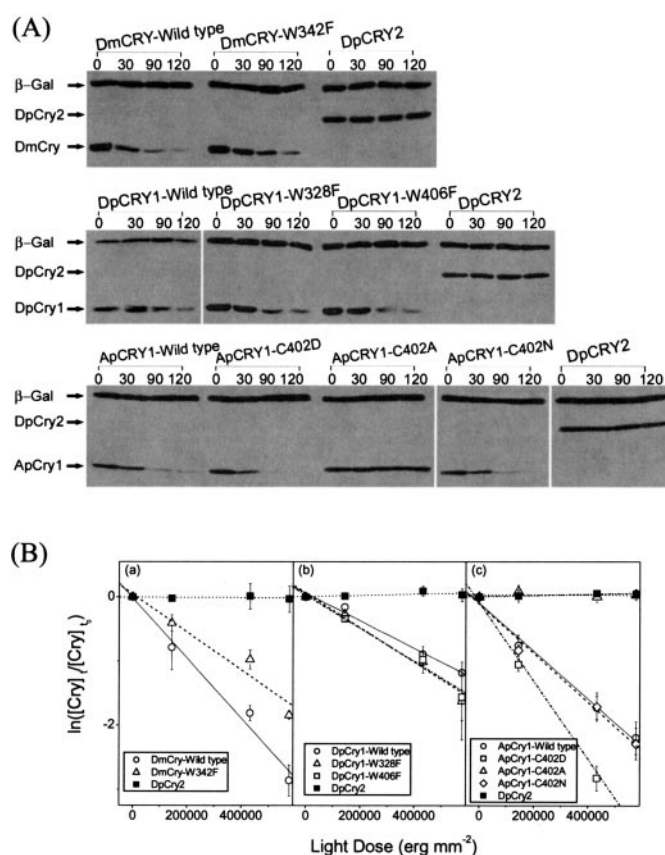 (A)
DmCRY-Wild type DmCRY-W342F DpCRY2
0 30 90 120 0 30 90 120 0 30 90 120
β-Gal
DpCry2
DmCry
DpCRY1-Wild type DpCRY1-W328F DpCRY1-W406F DpCRY2
0 30 90 120 0 30 90 120 0 30 90 120 0 30 90 120
β-Gal
DpCry2
DpCry1
ApCRY1-Wild type ApCRY1-C402D ApCRY1-C402A ApCRY1-C402N DpCRY2
0 30 90 120 0 30 90 120 0 30 90 120 0 30 90 120 0 30 90 120
β-Gal
DpCry2
ApCry1
(B)
(a) (b) (c)
0
-2
ln([Cry]t/[Cry]t0)
DmCry-Wild type
DmCry-W342F
DpCry2
DpCry1-Wild type
DpCry1-W328F
DpCry1-W406F
DpCry2
ApCry1-Wild type
ApCry1-C402D
ApCry1-C402A
ApCry1-C402N
DpCry2
0 200000 400000 0 200000 400000 0 200000 400000
Light Dose (erg mm-2)